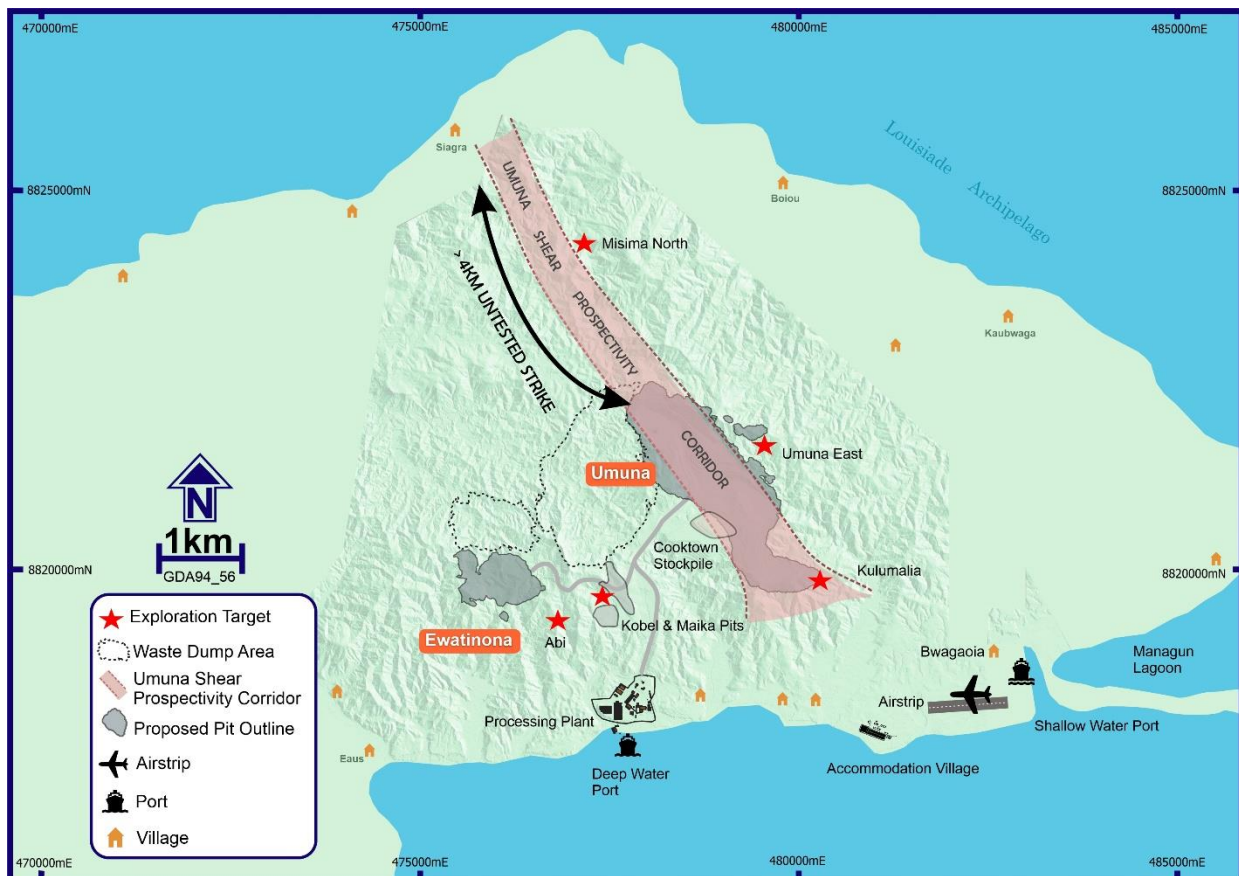 470000mE
475000mE
480000mE
485000mE
8825000mN
8825000mN
Siagra
Louisiade Archipelago
Boiou
UMUNA
SHEAR
PROSPECTIVITY
CORRIDOR
Misima North
> 4KM UNTESTED STRIKE
Kaubwaga
Umuna
Umuna East
N
1km
GDA94_56
Cooktown
Stockpile
8820000mN
8820000mN
Kulumalia
Kobel & Maika Pits
Abi
Ewatinona
Bwagaoia
Managun
Lagoon
Airstrip
Processing Plant
Shallow Water Port
Eaus
Deep Water
Port
Accommodation Village
Exploration Target
Waste Dump Area
Umuna Shear
Prospectivity Corridor
Proposed Pit Outline
Airstrip
Port
Village
470000mE
475000mE
480000mE
485000mE